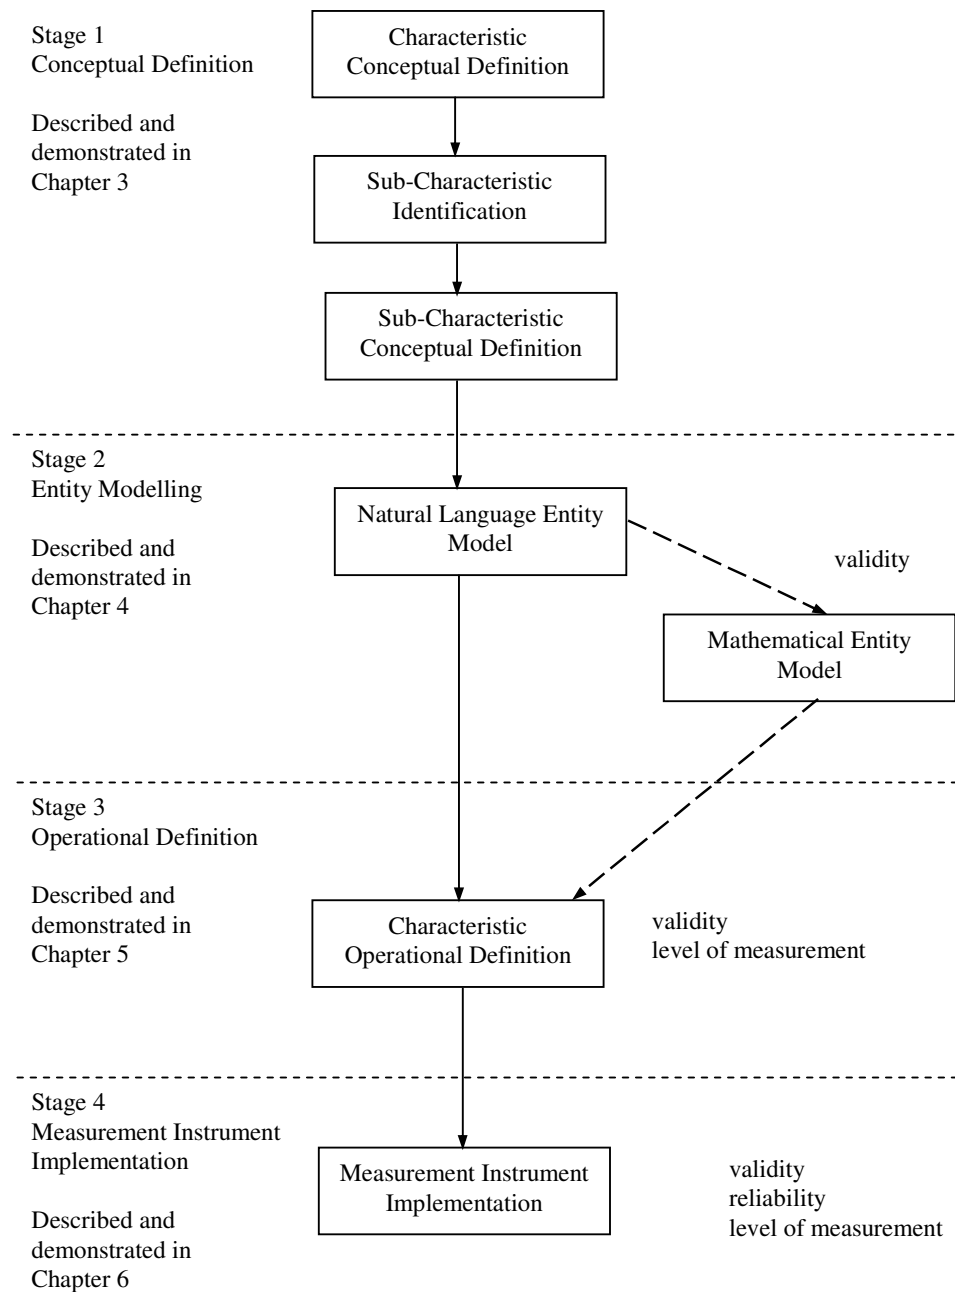 Stage 1
Conceptual Definition
Described and
demonstrated in
Chapter 3
Characteristic
Conceptual Definition
Sub-Characteristic
Identification
Sub-Characteristic
Conceptual Definition
Stage 2
Entity Modelling
Described and
demonstrated in
Chapter 4
Natural Language Entity
Model
validity
Mathematical Entity
Model
Stage 3
Operational Definition
Described and
demonstrated in
Chapter 5
Characteristic
Operational Definition
validity
level of measurement
Stage 4
Measurement Instrument
Implementation
Described and
demonstrated in
Chapter 6
Measurement Instrument
Implementation
validity
reliability
level of measurement